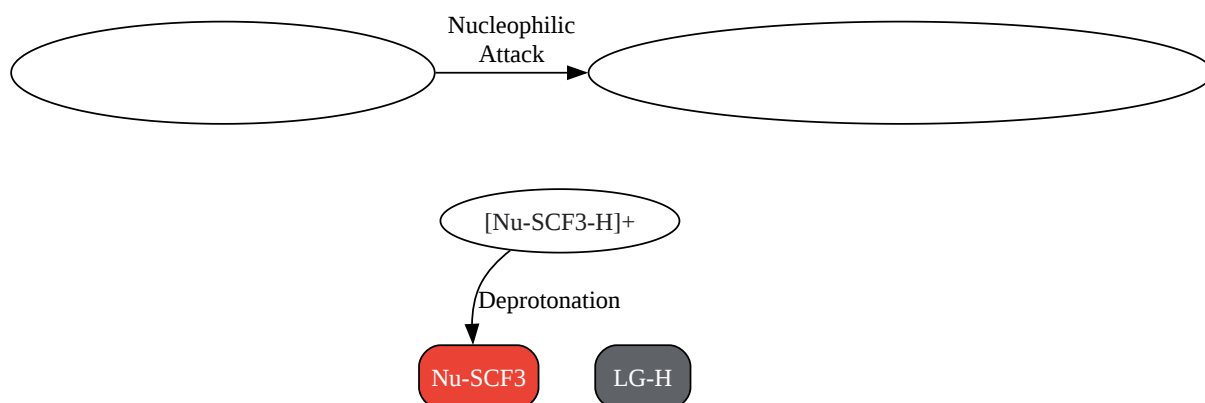 Nucleophilic
Attack
[Nu-SCF3-H]+
Deprotonation
Nu-SCF3
LG-H